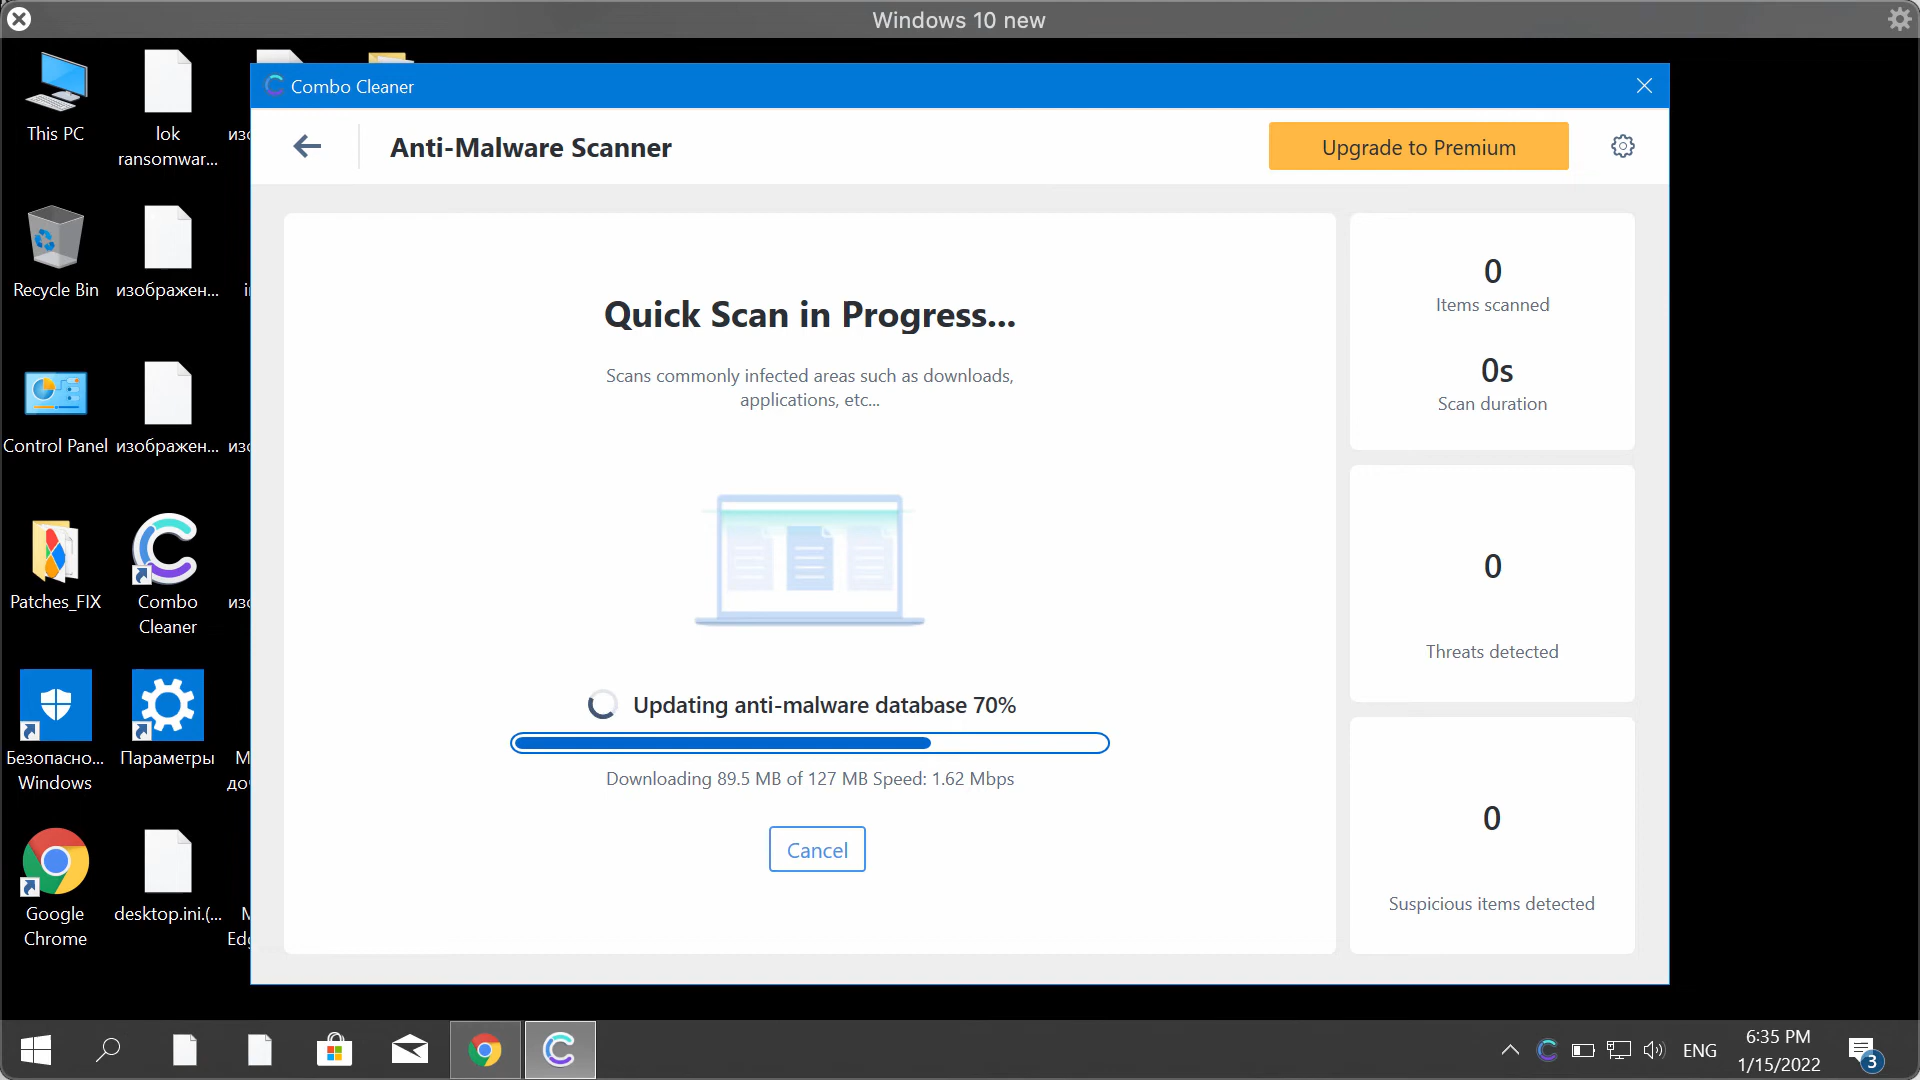 Windows 10 new
This PC
lok
ransomwar...
Recycle Bin
изображен...
Control Panel
изображен...
Patches_FIX
Combo
Cleaner
Безопасно...
Windows
Параметры
Google
Chrome
desktop.ini.(...
Combo Cleaner
Anti-Malware Scanner
Upgrade to Premium
Quick Scan in Progress...
Scans commonly infected areas such as downloads,
applications, etc...
Updating anti-malware database 70%
Downloading 89.5 MB of 127 MB Speed: 1.62 Mbps
Cancel
0
Items scanned
0s
Scan duration
0
Threats detected
0
Suspicious items detected
ENG
6:35 PM
1/15/2022
3